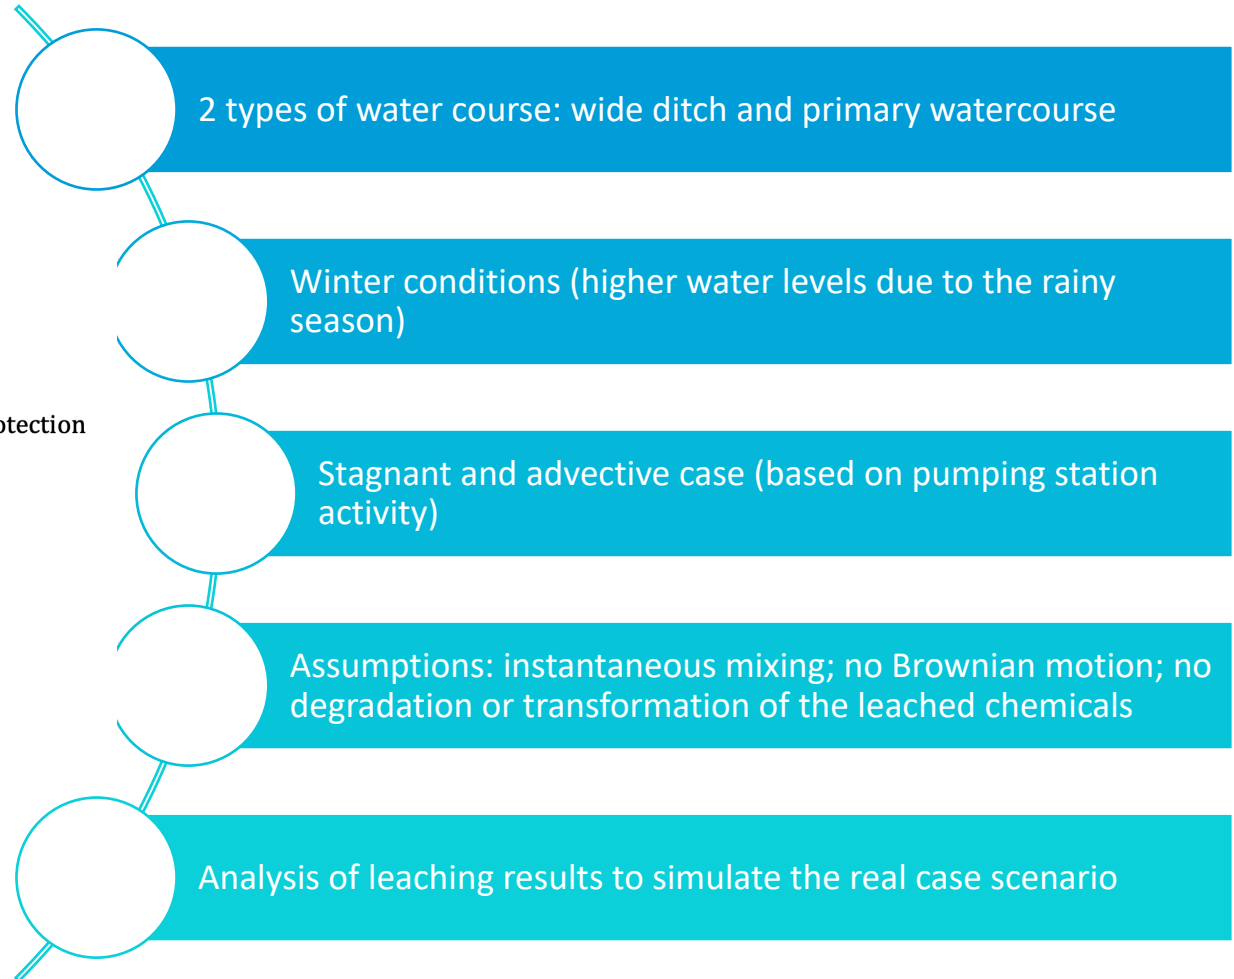 2 types of water course: wide ditch and primary watercourse
Winter conditions (higher water levels due to the rainy
season)
otection
Stagnant and advective case (based on pumping station
activity)
Assumptions: instantaneous mixing; no Brownian motion; no
degradation or transformation of the leached chemicals
Analysis of leaching results to simulate the real case scenario